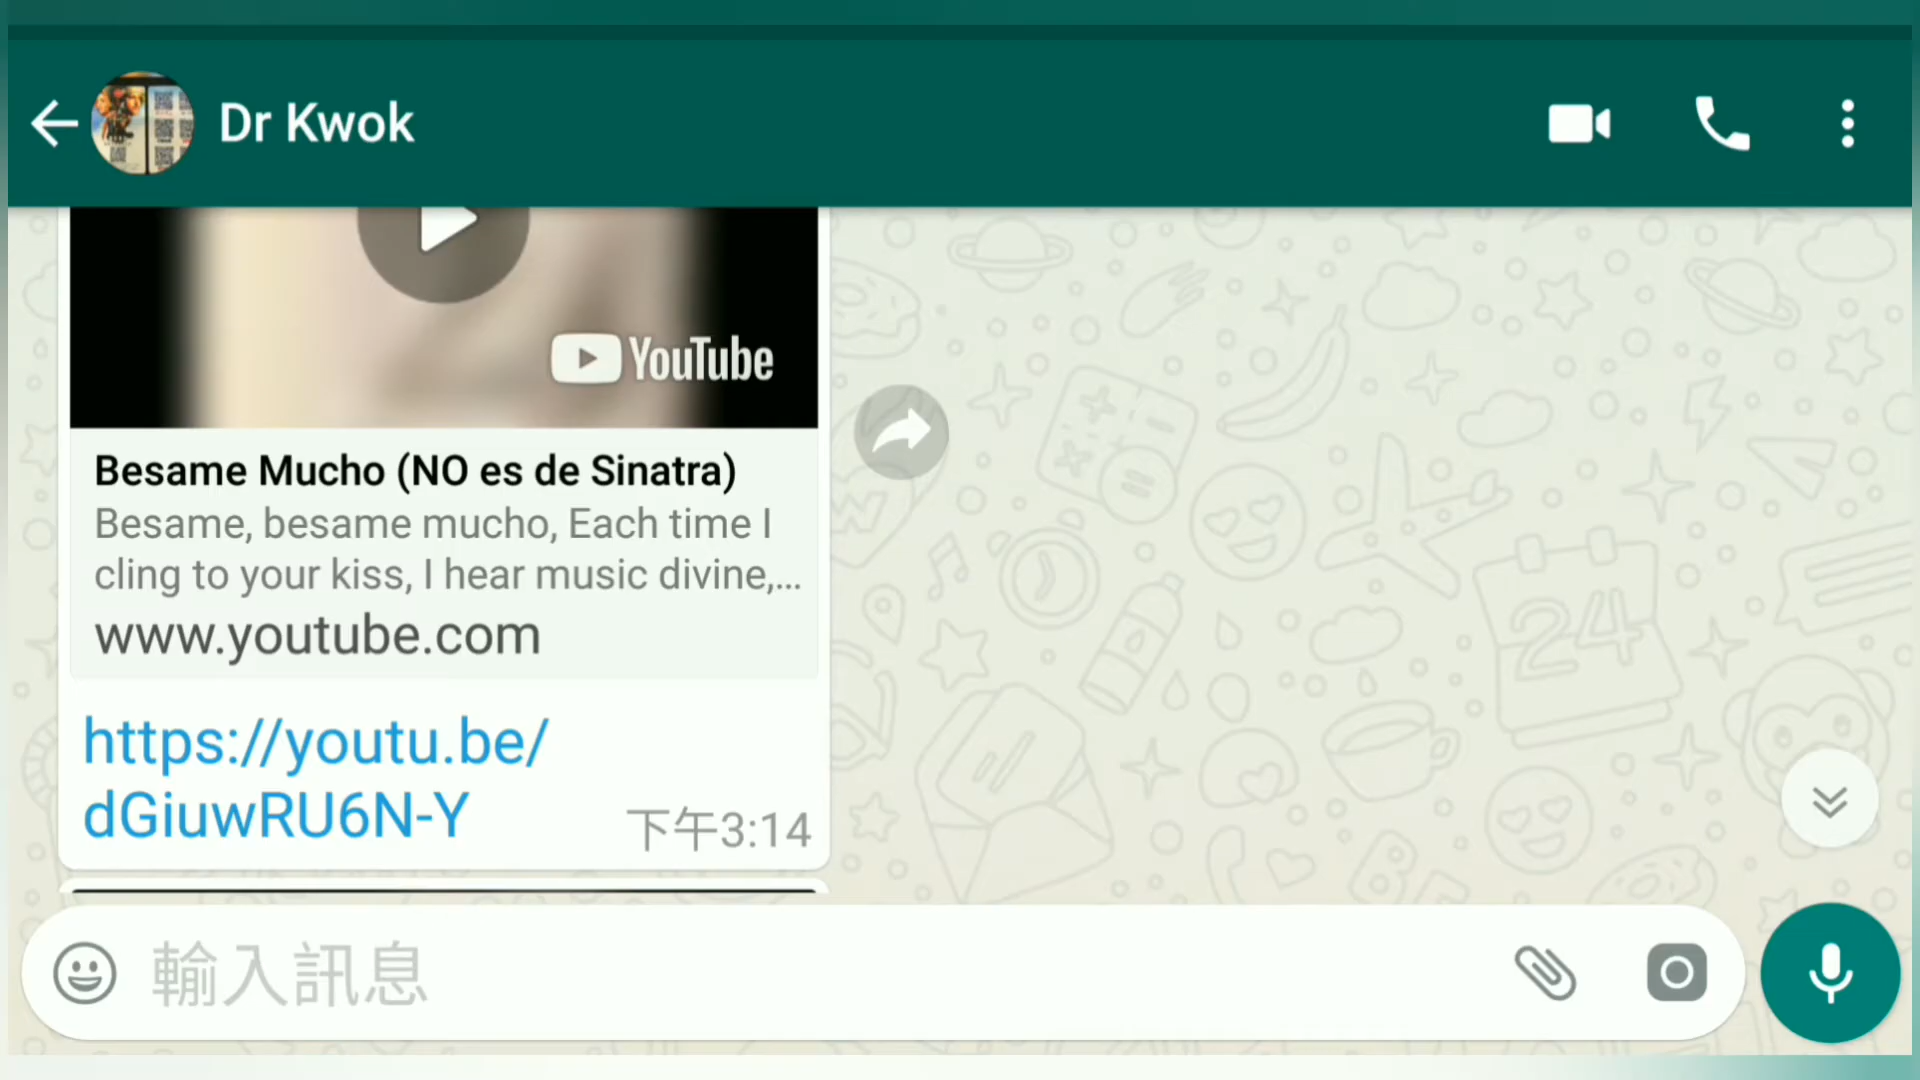 Dr Kwok
YouTube
Besame Mucho (NO es de Sinatra)
Besame, besame mucho, Each time I
cling to your kiss, I hear music divine,...
www.youtube.com
https://youtu.be/
dGiuwRU6N-Y
下午3:14
輸入訊息